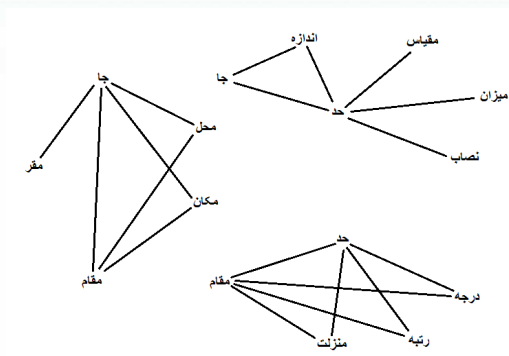 اندازه
مقیاس
جا
جا
میزان
حد
محل
نصاب
مقر
مکان
حد
مقام
مقام
درجه
رتبه
منزلت